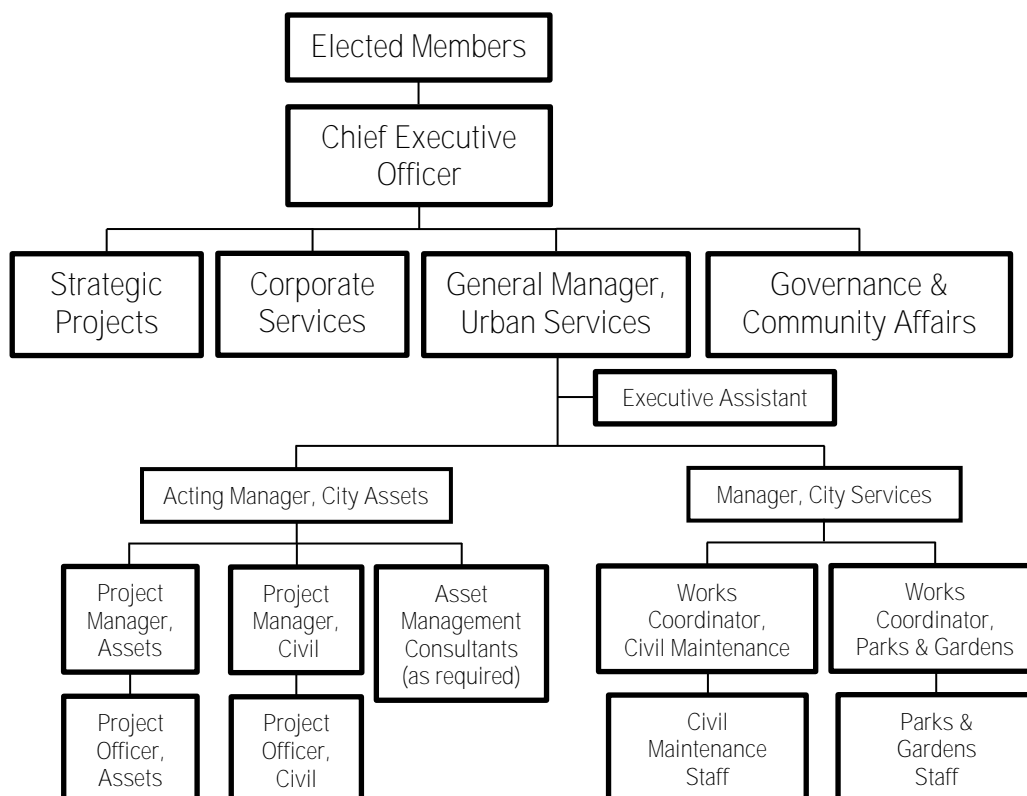 Elected Members
Chief Executive
Officer
Strategic
Projects
Corporate
Services
General Manager,
Urban Services
Governance &
Community Affairs
Executive Assistant
Acting Manager, City Assets
Manager, City Services
Project
Manager,
Assets
Project
Manager,
Civil
Asset
Management
Consultants
(as required)
Works
Coordinator,
Civil Maintenance
Works
Coordinator,
Parks & Gardens
Project
Officer,
Assets
Project
Officer,
Civil
Civil
Maintenance
Staff
Parks &
Gardens
Staff